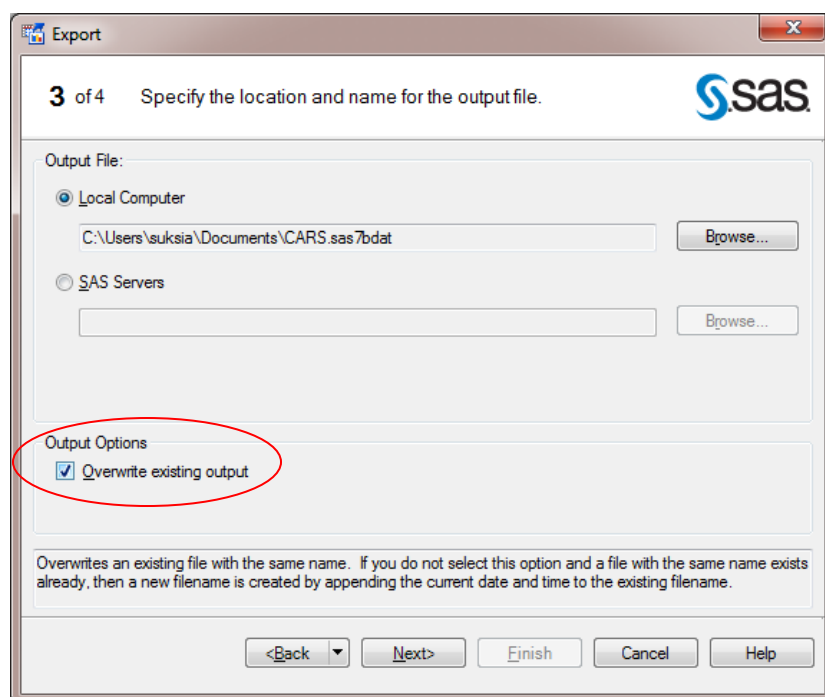 Export
3 of 4 Specify the location and name for the output file.
sas
Output File:
Local Computer
C:\Users\suksia\Documents\CARS.sas7bdat
Browse...
SAS Servers
Browse...
Output Options
Overwrite existing output
Overwrites an existing file with the same name. If you do not select this option and a file with the same name exists
already, then a new filename is created by appending the current date and time to the existing filename.
<Back
Next>
Finish
Cancel
Help